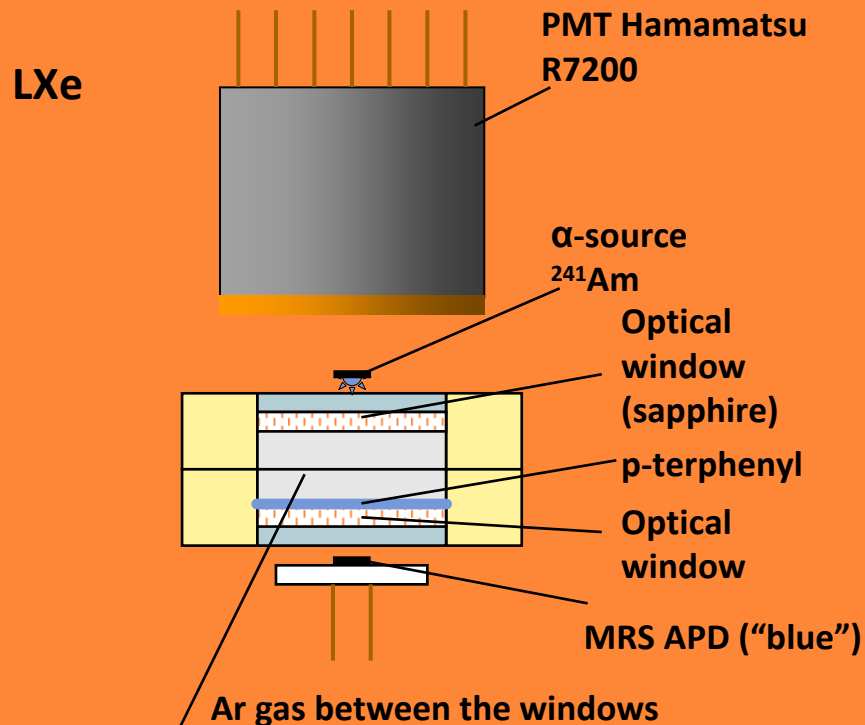 PMT Hamamatsu
R7200
LXe
α-source
²⁴¹Am
Optical
window
(sapphire)
p-terphenyl
Optical
window
MRS APD (“blue”)
Ar gas between the windows